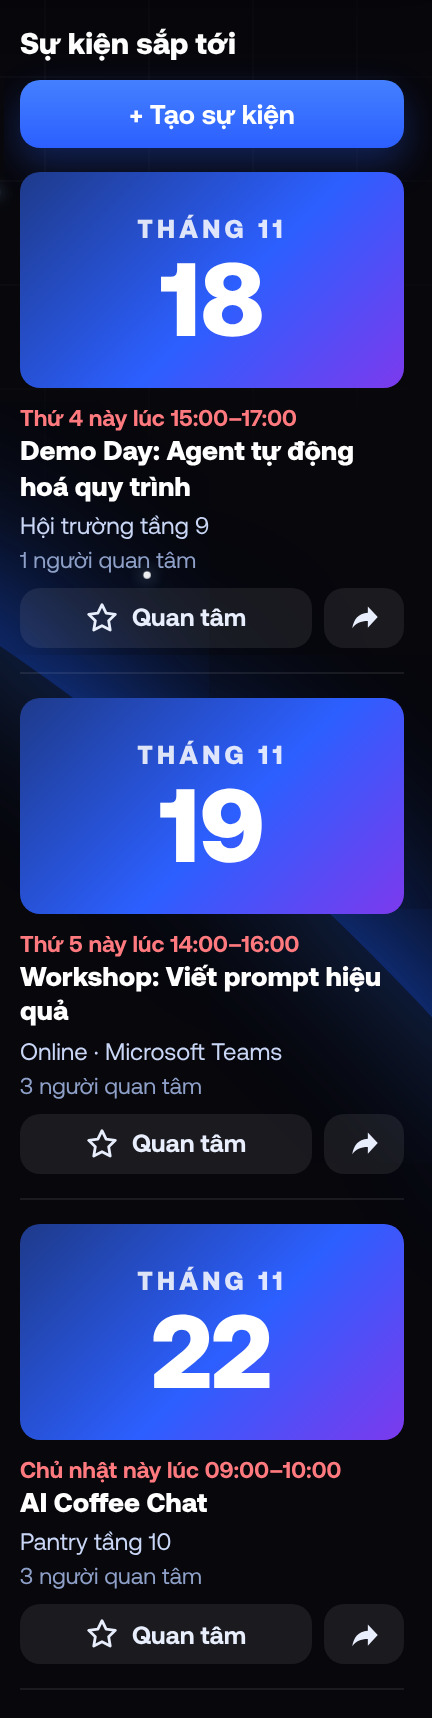 Sự kiện sắp tới
+ Tạo sự kiện
THÁNG 11
18
Thứ 4 này lúc 15:00–17:00
Demo Day: Agent tự động
hoá quy trình
Hội trường tầng 9
1 người quan tâm
Quan tâm
THÁNG 11
19
Thứ 5 này lúc 14:00–16:00
Workshop: Viết prompt hiệu
quả
Online · Microsoft Teams
3 người quan tâm
Quan tâm
THÁNG 11
22
Chủ nhật này lúc 09:00–10:00
AI Coffee Chat
Pantry tầng 10
3 người quan tâm
Quan tâm